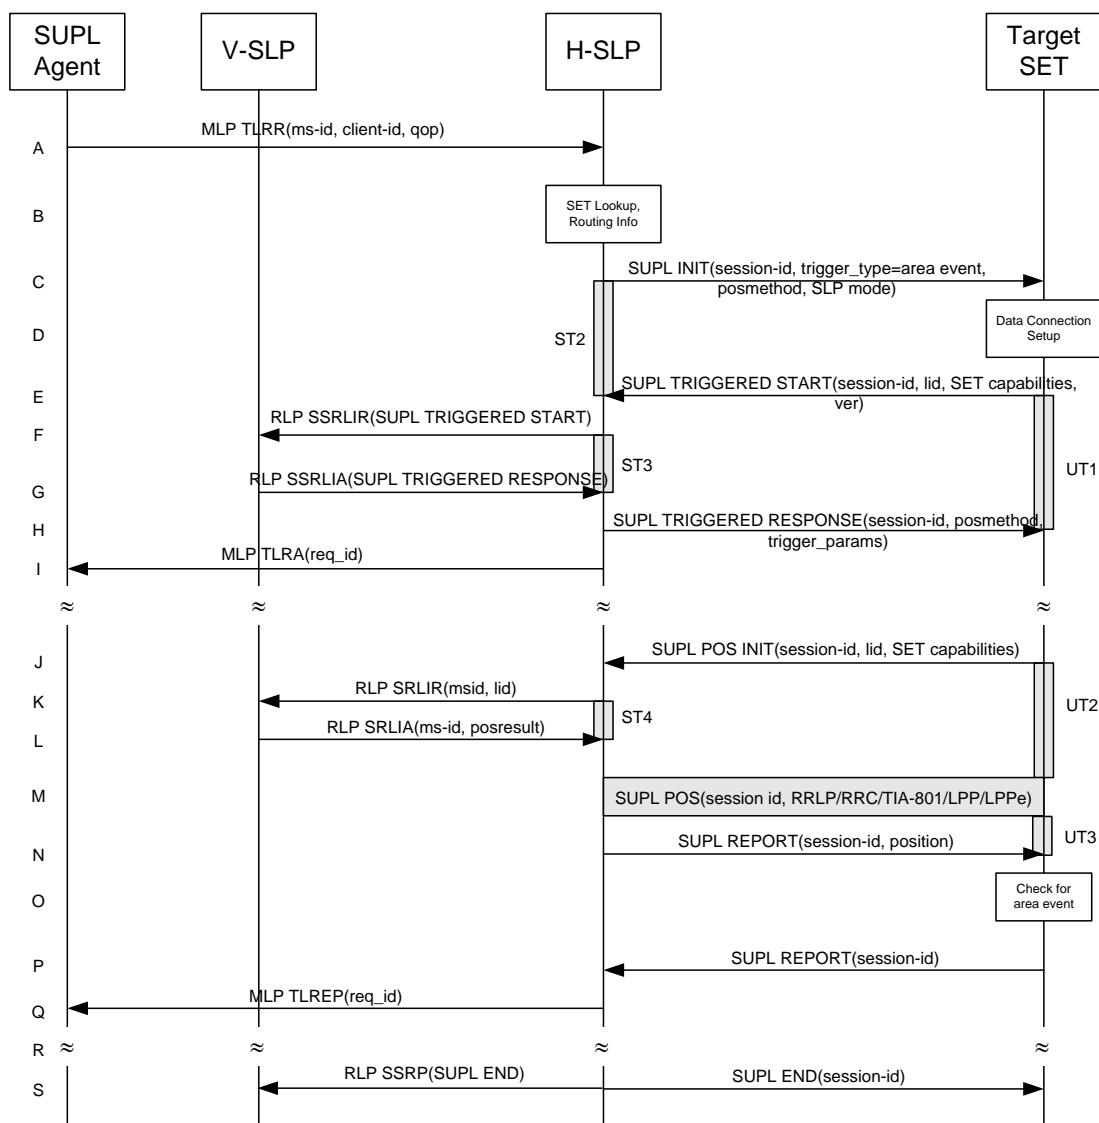 SUPL
Agent
V-SLP
H-SLP
Target
SET
A
MLP TLRR(ms-id, client-id, qop)
B
SET Lookup,
Routing Info
C
SUPL INIT(session-id, trigger_type=area event,
posmethod, SLP mode)
D
ST2
Data Connection
Setup
E
SUPL TRIGGERED START(session-id, lid, SET capabilities,
ver)
F
RLP SSRLIR(SUPL TRIGGERED START)
ST3
UT1
G
RLP SSRLIA(SUPL TRIGGERED RESPONSE)
H
SUPL TRIGGERED RESPONSE(session-id, posmethod,
trigger_params)
I
MLP TLRA(req_id)
≈ ≈ ≈ ≈
J
SUPL POS INIT(session-id, lid, SET capabilities)
K
RLP SRLIR(msid, lid)
ST4
UT2
L
RLP SRLIA(ms-id, posresult)
M
SUPL POS(session id, RRLP/RRC/TIA-801/LPP/LPPe)
N
SUPL REPORT(session-id, position)
UT3
O
Check for
area event
P
SUPL REPORT(session-id)
Q
MLP TLREP(req_id)
R ≈ ≈ ≈ ≈
S
RLP SSRP(SUPL END)
SUPL END(session-id)